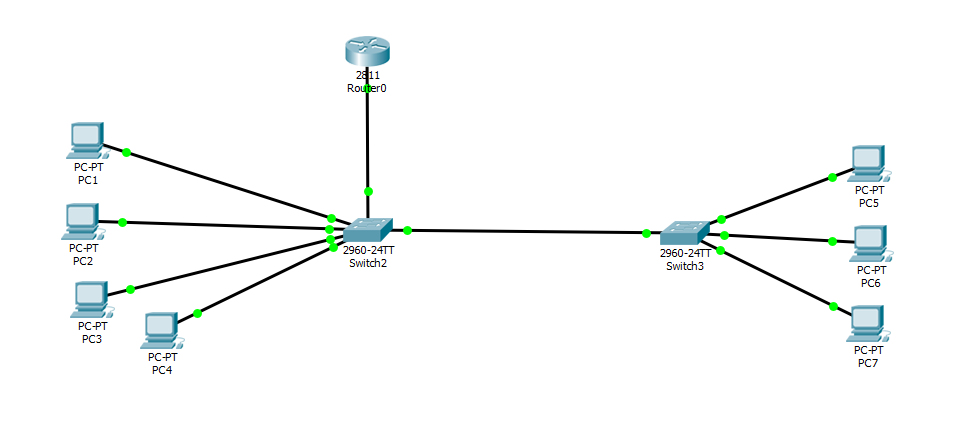 2811
Router0
PC-PT
PC1
PC-PT
PC2
PC-PT
PC3
PC-PT
PC4
2960-24TT
Switch2
2960-24TT
Switch3
PC-PT
PC5
PC-PT
PC6
PC-PT
PC7